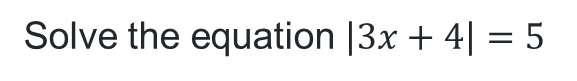 Solve the equation |3𝑥 + 4| = 5